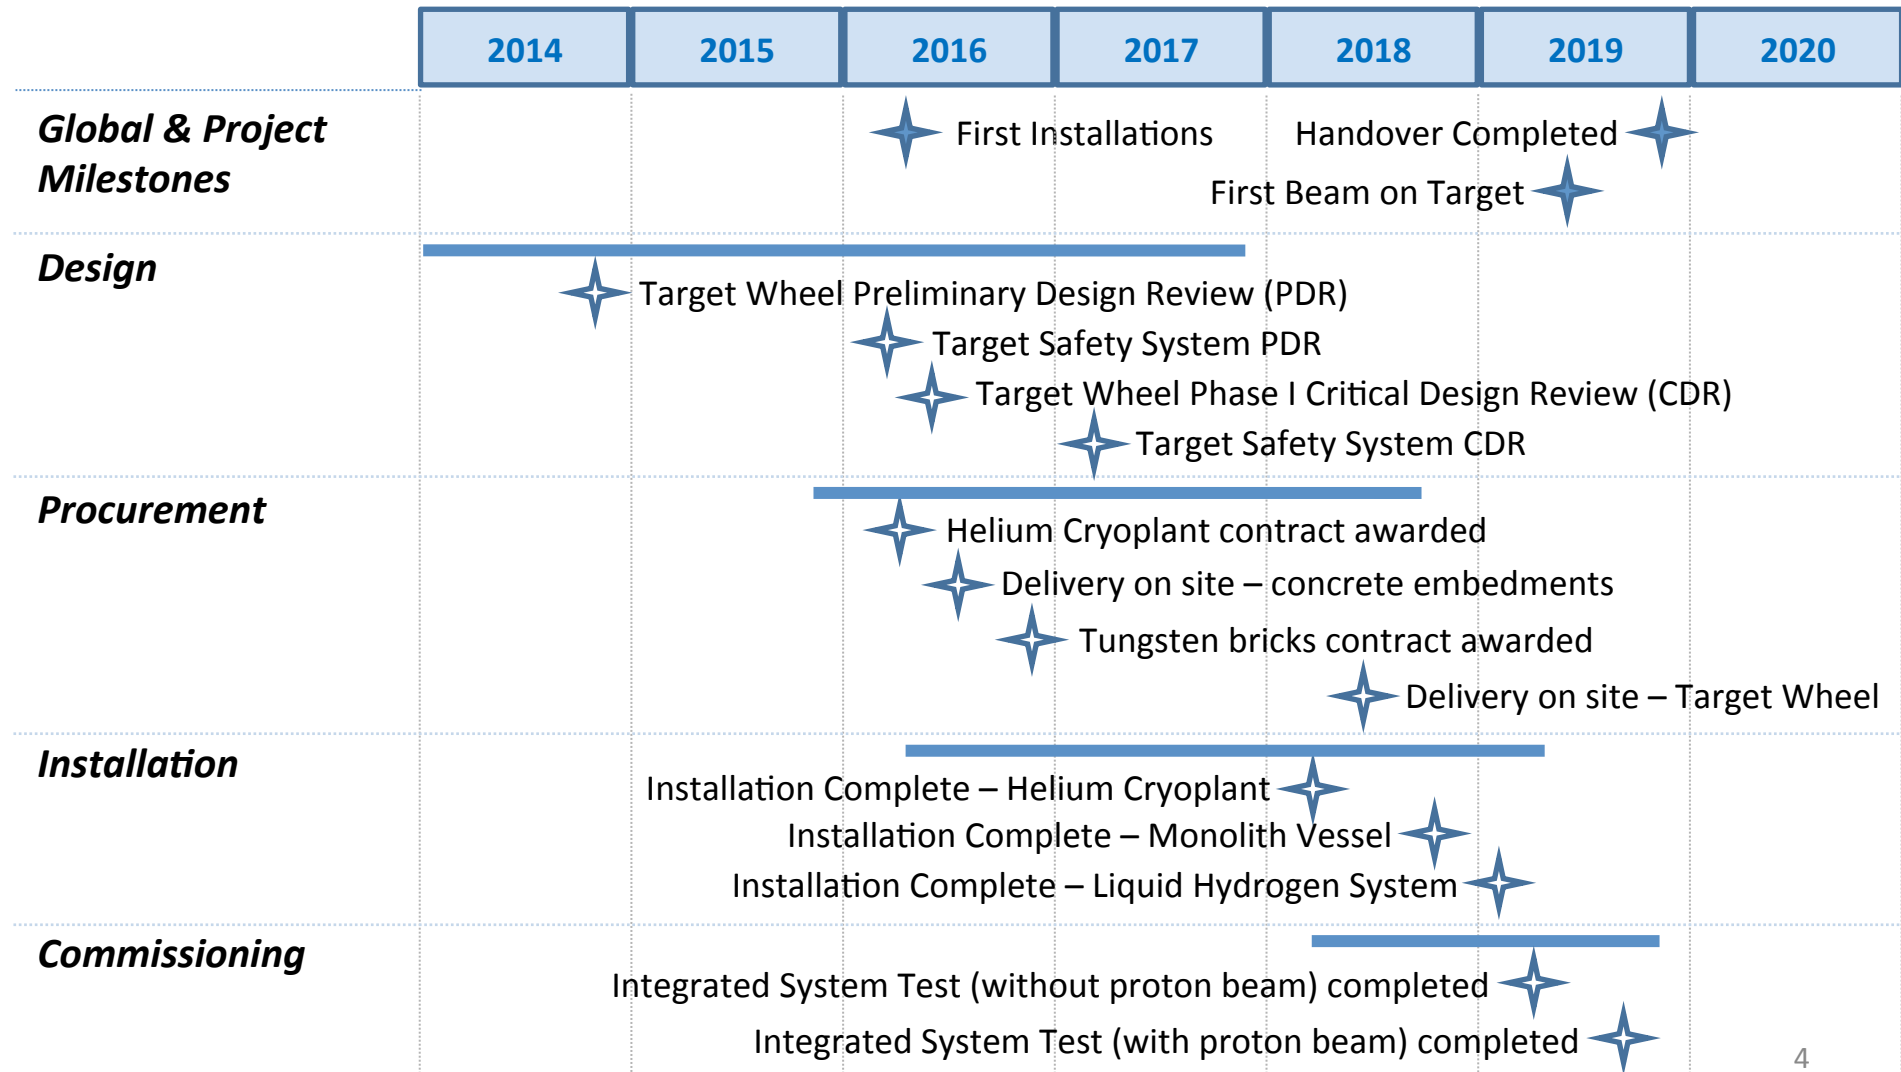 2014 2015 2016 2017 2018 2019 2020
Global & Project
Milestones
First Installations
Handover Completed
First Beam on Target
Design
Target Wheel Preliminary Design Review (PDR)
Target Safety System PDR
Target Wheel Phase I Critical Design Review (CDR)
Target Safety System CDR
Procurement
Helium Cryoplant contract awarded
Delivery on site – concrete embedments
Tungsten bricks contract awarded
Delivery on site – Target Wheel
Installation
Installation Complete – Helium Cryoplant
Installation Complete – Monolith Vessel
Installation Complete – Liquid Hydrogen System
Commissioning
Integrated System Test (without proton beam) completed
Integrated System Test (with proton beam) completed
4